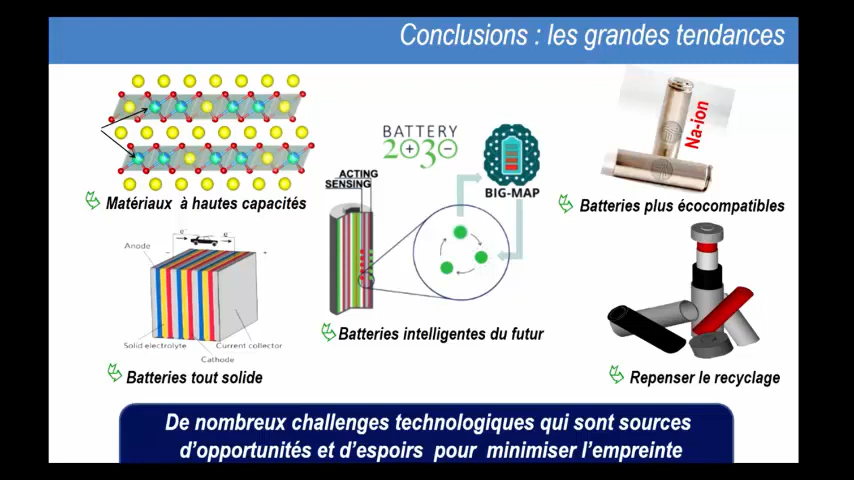 Conclusions : les grandes tendances
Matériaux à hautes capacités
BATTERY
2030
BIG-MAP
ACTING
SENSING
Batteries intelligentes du futur
Na-ion
Batteries plus écocompatibles
e⁻ e⁻
Anode
- +
Solid electrolyte
Current collector
Cathode
Batteries tout solide
Repenser le recyclage
De nombreux challenges technologiques qui sont sources
d'opportunités et d'espoirs pour minimiser l'empreinte